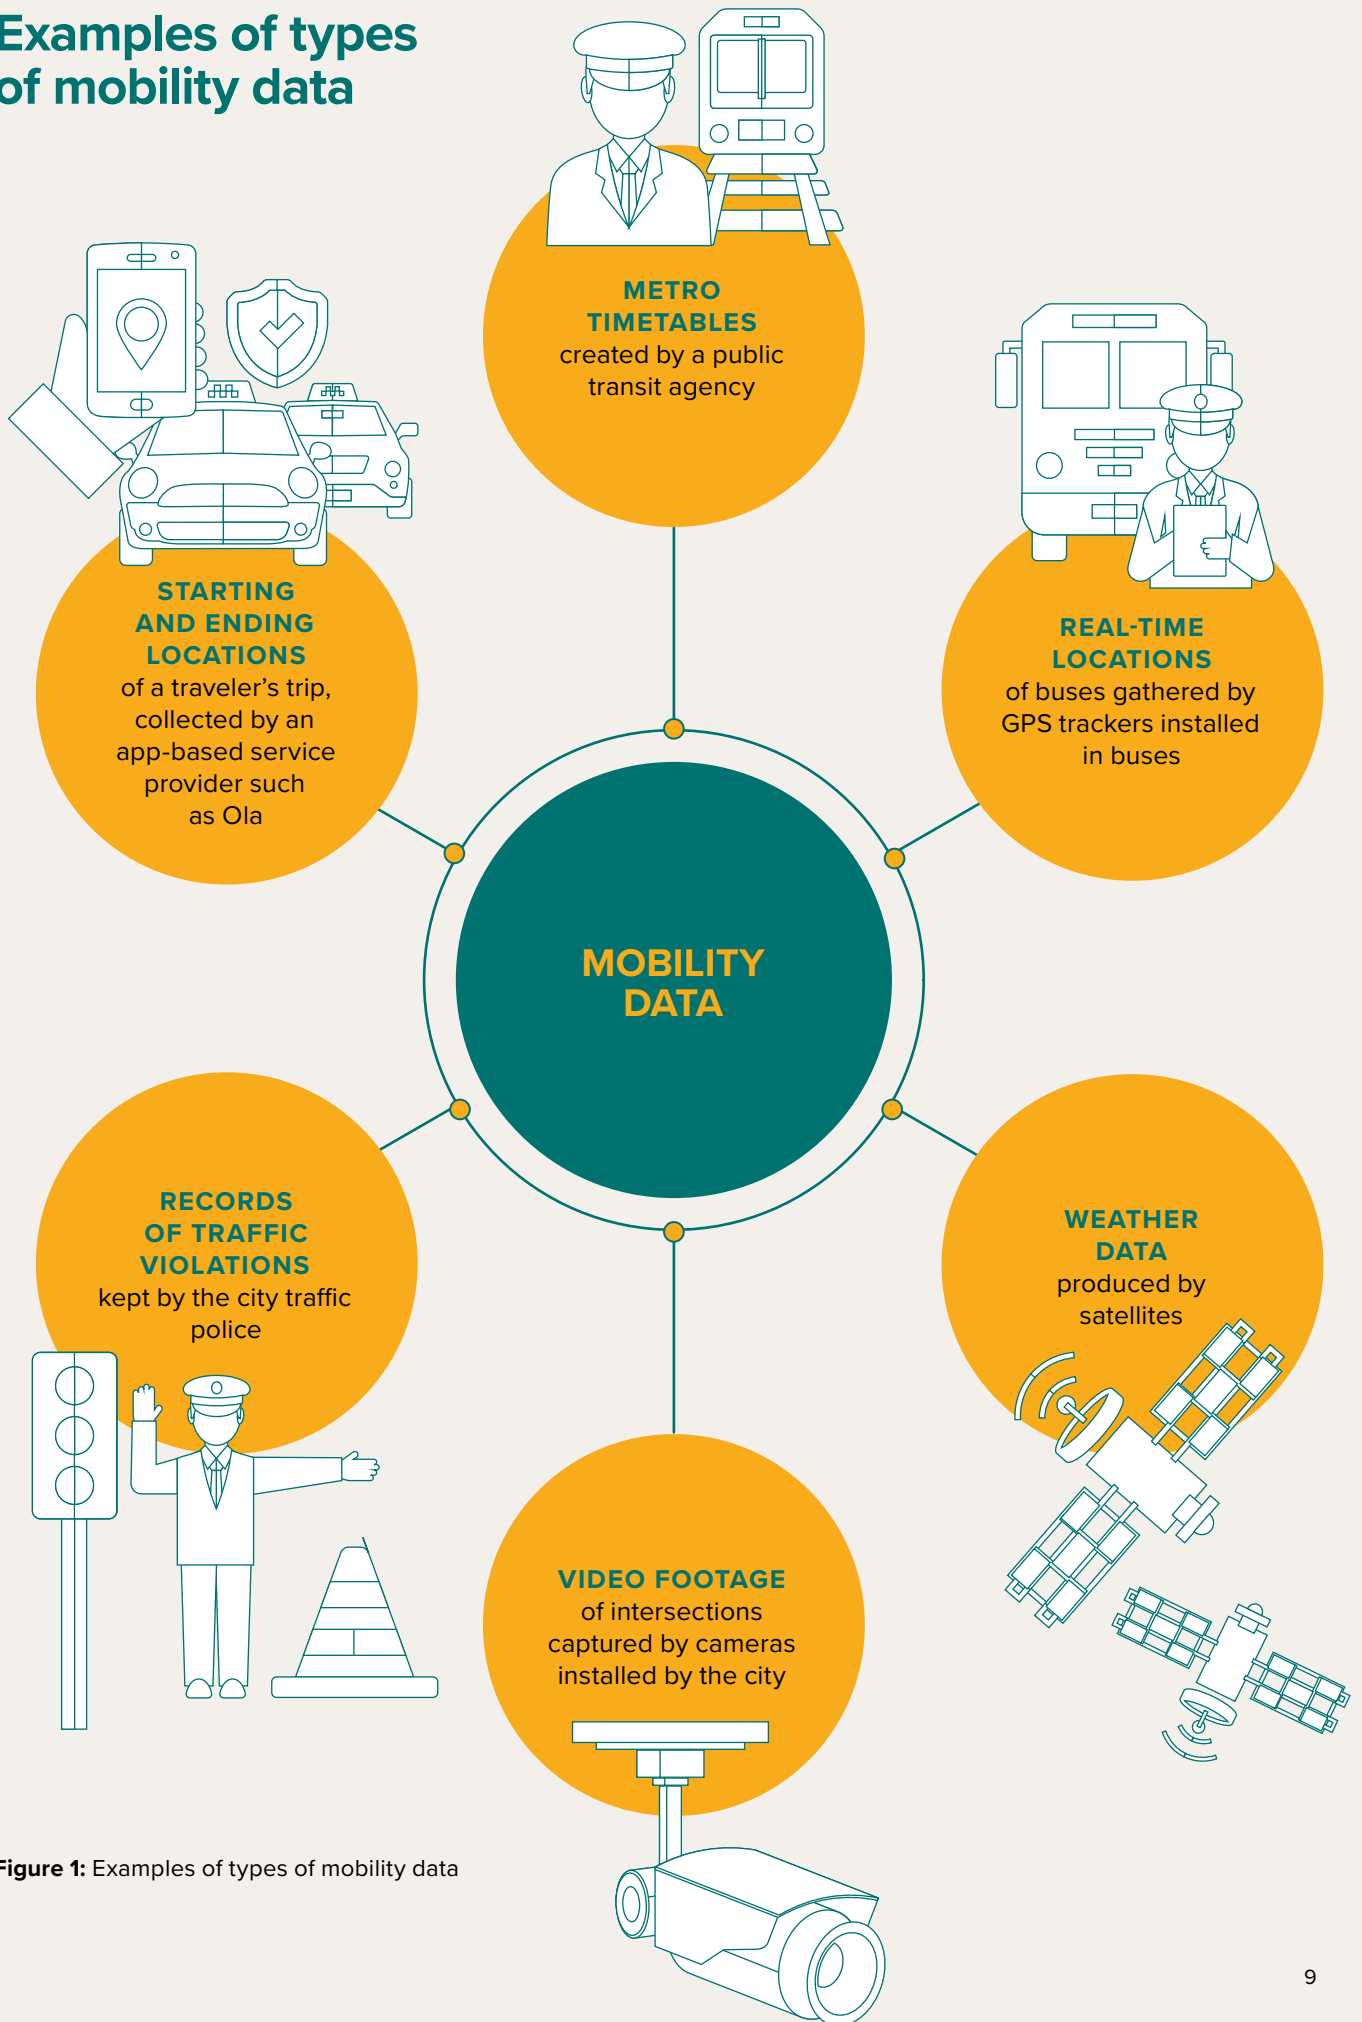 Examples of types
of mobility data
METRO
TIMETABLES
created by a public
transit agency
STARTING
AND ENDING
LOCATIONS
of a traveler’s trip,
collected by an
app-based service
provider such
as Ola
REAL-TIME
LOCATIONS
of buses gathered by
GPS trackers installed
in buses
MOBILITY
DATA
RECORDS
OF TRAFFIC
VIOLATIONS
kept by the city traffic
police
WEATHER
DATA
produced by
satellites
VIDEO FOOTAGE
of intersections
captured by cameras
installed by the city
Figure 1: Examples of types of mobility data
9